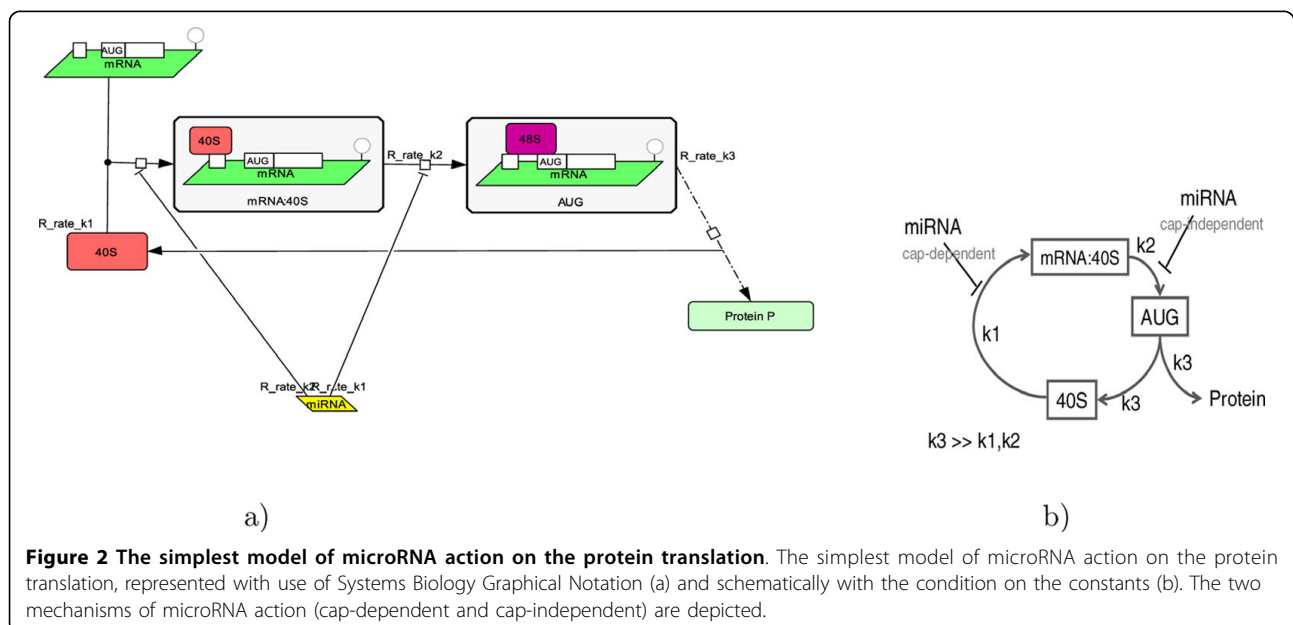 AUG
mRNA
40S
AUG
mRNA
mRNA:40S
R_rate_k2
48S
AUG
mRNA
AUG
R_rate_k3
R_rate_k1
40S
Protein P
R_rate_k1
miRNA
a)
miRNA
cap-dependent
miRNA
cap-independent
mRNA:40S
k2
AUG
k1
k3
40S
k3
Protein
k3 >> k1,k2
b)
Figure 2 The simplest model of microRNA action on the protein translation. The simplest model of microRNA action on the protein
translation, represented with use of Systems Biology Graphical Notation (a) and schematically with the condition on the constants (b). The two
mechanisms of microRNA action (cap-dependent and cap-independent) are depicted.